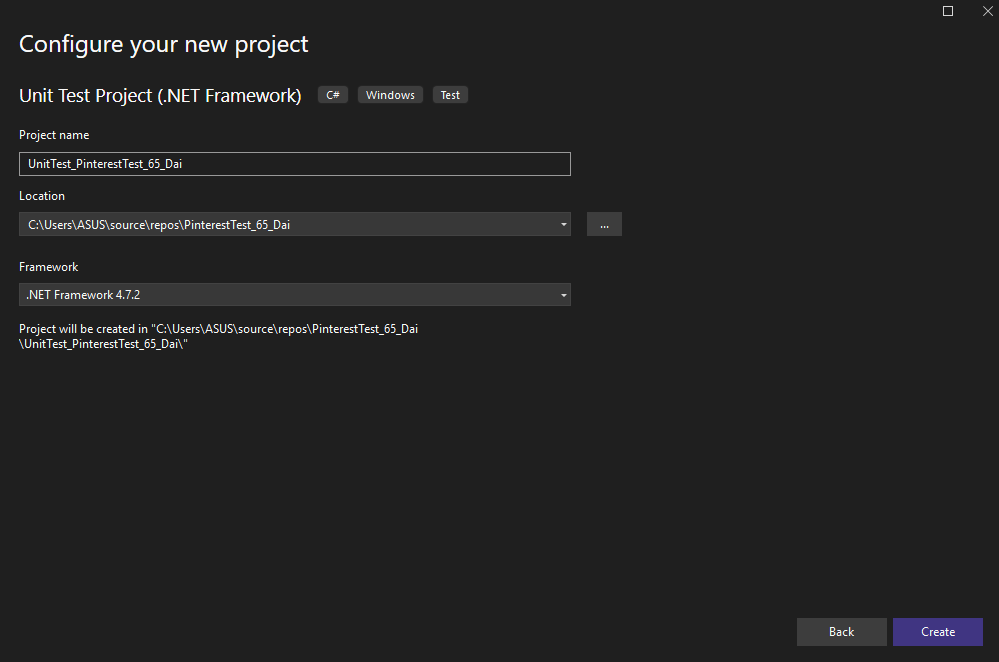 Configure your new project
Unit Test Project (.NET Framework) C# Windows Test
Project name
UnitTest_PinterestTest_65_Dai
Location
C:\Users\ASUS\source\repos\PinterestTest_65_Dai
...
Framework
.NET Framework 4.7.2
Project will be created in "C:\Users\ASUS\source\repos\PinterestTest_65_Dai
\UnitTest_PinterestTest_65_Dai\"
Back Create